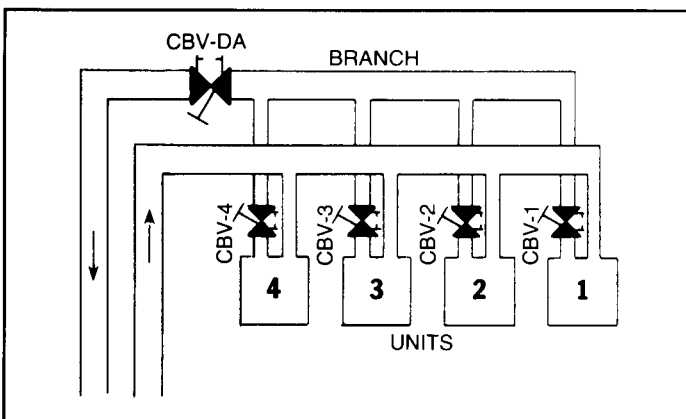 CBV-DA
BRANCH
CBV-4
CBV-3
CBV-2
CBV-1
4
3
2
1
UNITS